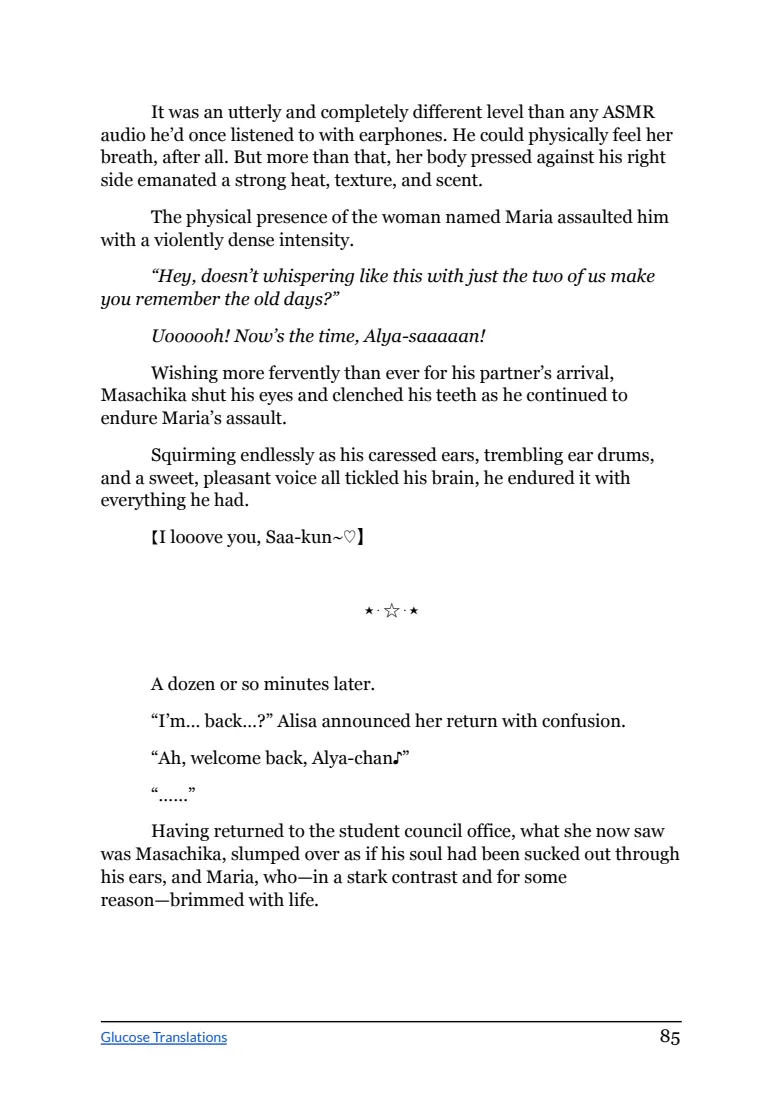 It was an utterly and completely different level than any ASMR
audio he’d once listened to with earphones. He could physically feel her
breath, after all. But more than that, her body pressed against his right
side emanated a strong heat, texture, and scent.
The physical presence of the woman named Maria assaulted him
with a violently dense intensity.
“Hey, doesn’t whispering like this with just the two of us make
you remember the old days?”
Uoooooh! Now’s the time, Alya-saaaaan!
Wishing more fervently than ever for his partner’s arrival,
Masachika shut his eyes and clenched his teeth as he continued to
endure Maria’s assault.
Squirming endlessly as his caressed ears, trembling ear drums,
and a sweet, pleasant voice all tickled his brain, he endured it with
everything he had.
【I looove you, Saa-kun~♡】
★·☆·★
A dozen or so minutes later.
“I’m... back...?” Alisa announced her return with confusion.
“Ah, welcome back, Alya-chan♪”
“......”
Having returned to the student council office, what she now saw
was Masachika, slumped over as if his soul had been sucked out through
his ears, and Maria, who—in a stark contrast and for some
reason—brimmed with life.
Glucose Translations
85